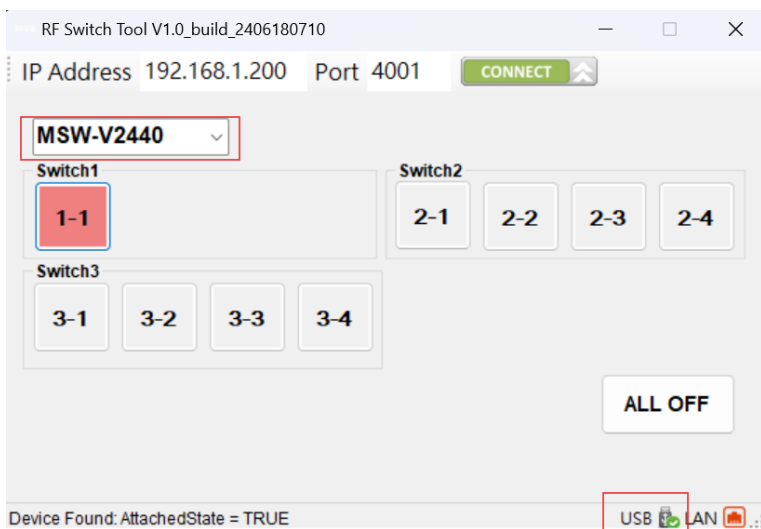 RF Switch Tool V1.0_build_2406180710
IP Address 192.168.1.200 Port 4001 CONNECT
MSW-V2440
Switch1 Switch2
1-1 2-1 2-2 2-3 2-4
Switch3
3-1 3-2 3-3 3-4
ALL OFF
Device Found: AttachedState = TRUE USB LAN